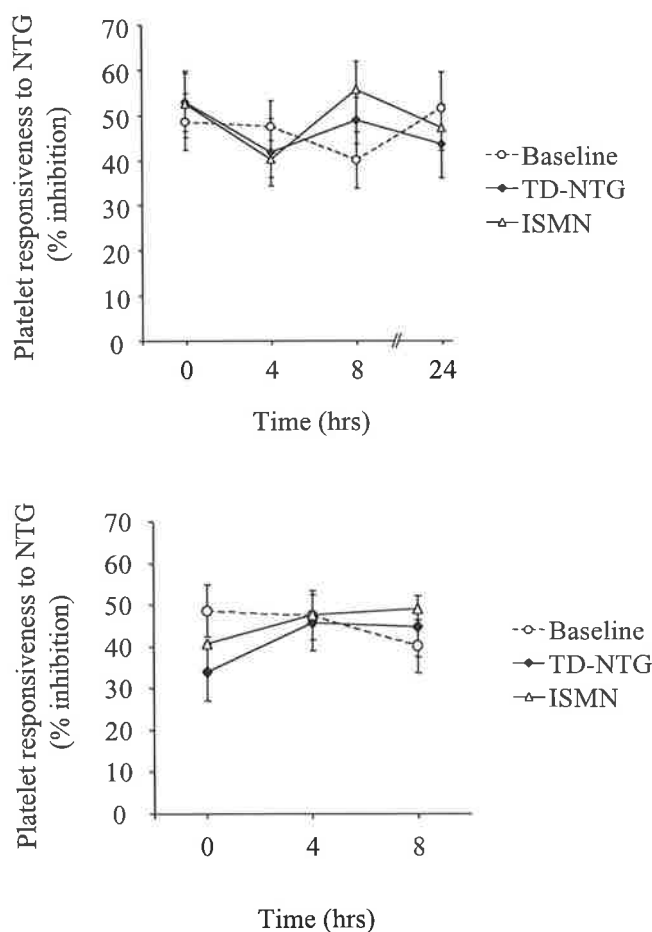 Platelet responsiveness to NTG
(% inhibition)
70
60
50
40
30
20
10
0
0 4 8 24
Time (hrs)
Baseline
TD-NTG
ISMN
Platelet responsiveness to NTG
(% inhibition)
70
60
50
40
30
20
10
0
0 4 8
Time (hrs)
Baseline
TD-NTG
ISMN